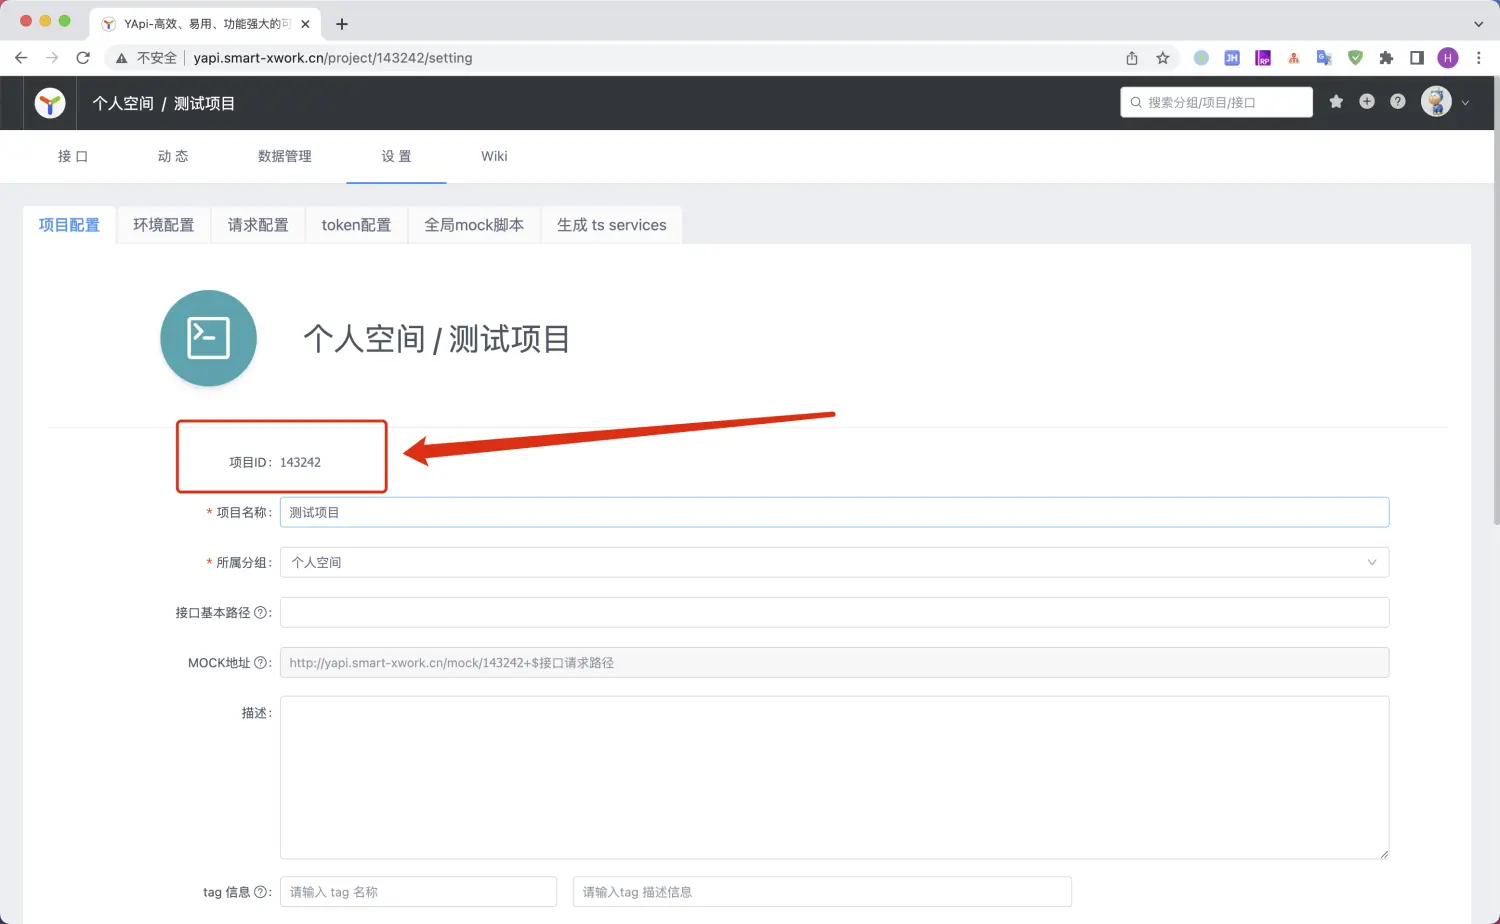 YApi-高效、易用、功能强大的可
不安全 yapi.smart-xwork.cn/project/143242/setting
JH
RP
H
个人空间 / 测试项目
搜索分组/项目/接口
接口 动态 数据管理 设置 Wiki
项目配置 环境配置 请求配置 token配置 全局mock脚本 生成 ts services
个人空间 / 测试项目
项目ID: 143242
* 项目名称: 测试项目
* 所属分组: 个人空间
接口基本路径 ?:
MOCK地址 ?: http://yapi.smart-xwork.cn/mock/143242+$接口请求路径
描述:
tag 信息 ?: 请输入 tag 名称 请输入tag 描述信息